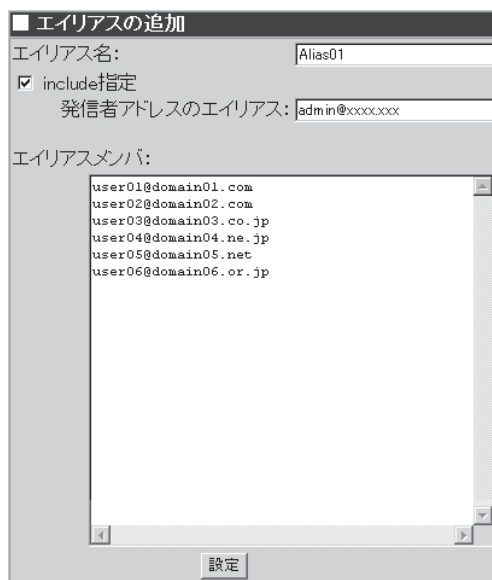 ■ エイリアスの追加
エイリアス名: Alias01
include指定
発信者アドレスのエイリアス: admin@xxxx.xxx
エイリアスメンバ:
user01@domain01.com
user02@domain02.com
user03@domain03.co.jp
user04@domain04.ne.jp
user05@domain05.net
user06@domain06.or.jp
設定